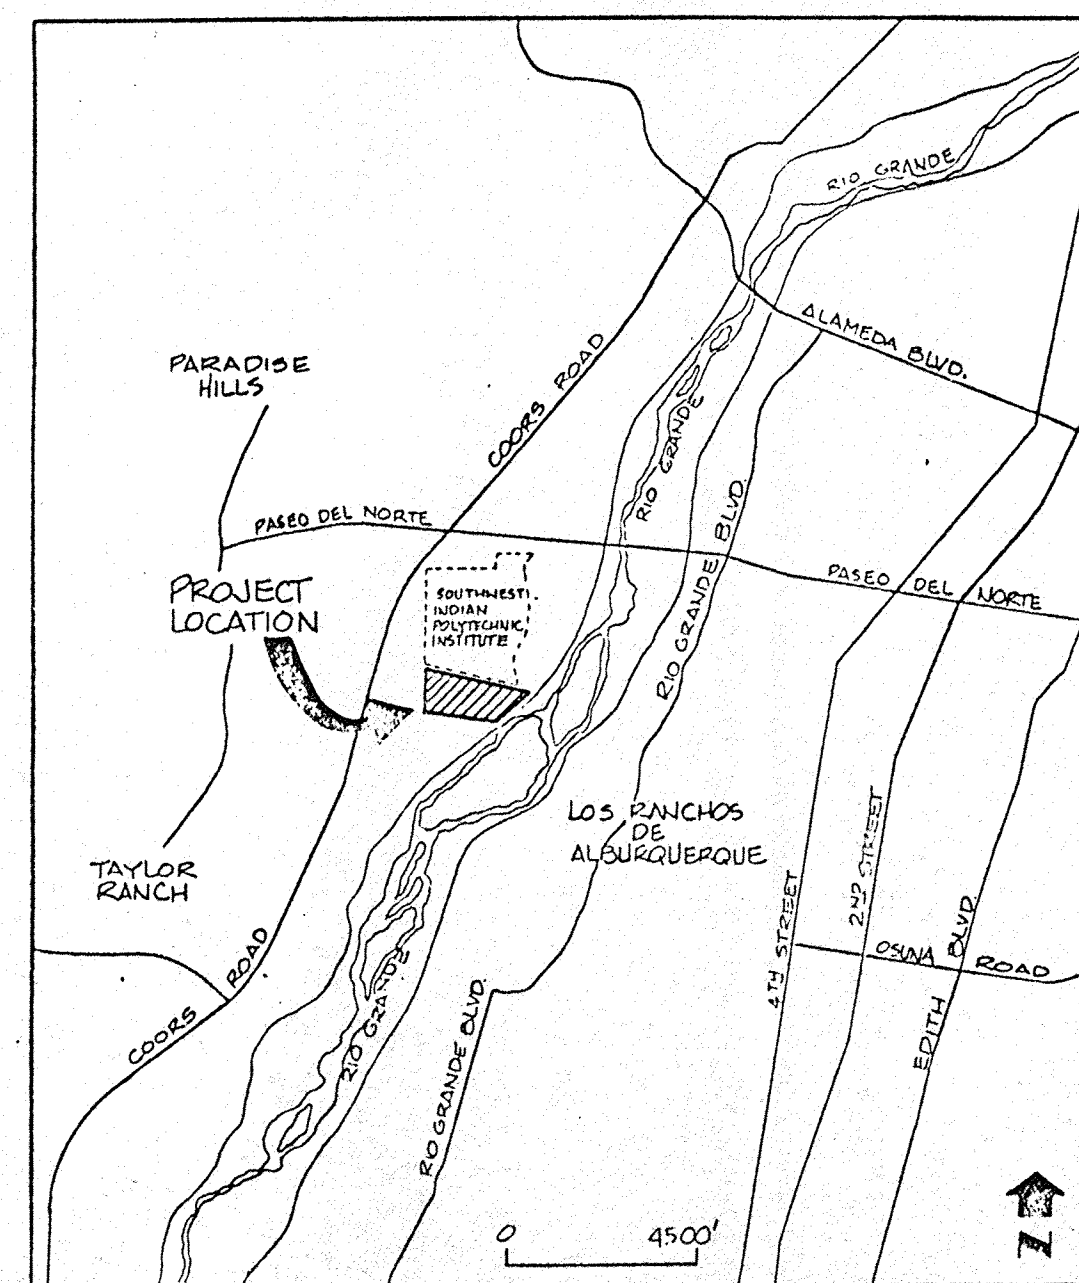 RIO GRANDE
ALAMEDA BLVD.
PARADISE
HILLS
COORS ROAD
RIO GRANDE
PASEO DEL NORTE
RIO GRANDE BLVD.
PASEO DEL NORTE
PROJECT
LOCATION
SOUTHWEST
INDIAN
POLYTECHNIC
INSTITUTE
RIO GRANDE BLVD.
LOS RANCHOS
DE
ALBURQUERQUE
TAYLOR
RANCH
4TH STREET
2ND STREET
EDITH BLVD.
OSUNA ROAD
COORS ROAD
RIO GRANDE
RIO GRANDE BLVD.
0 4500'
N